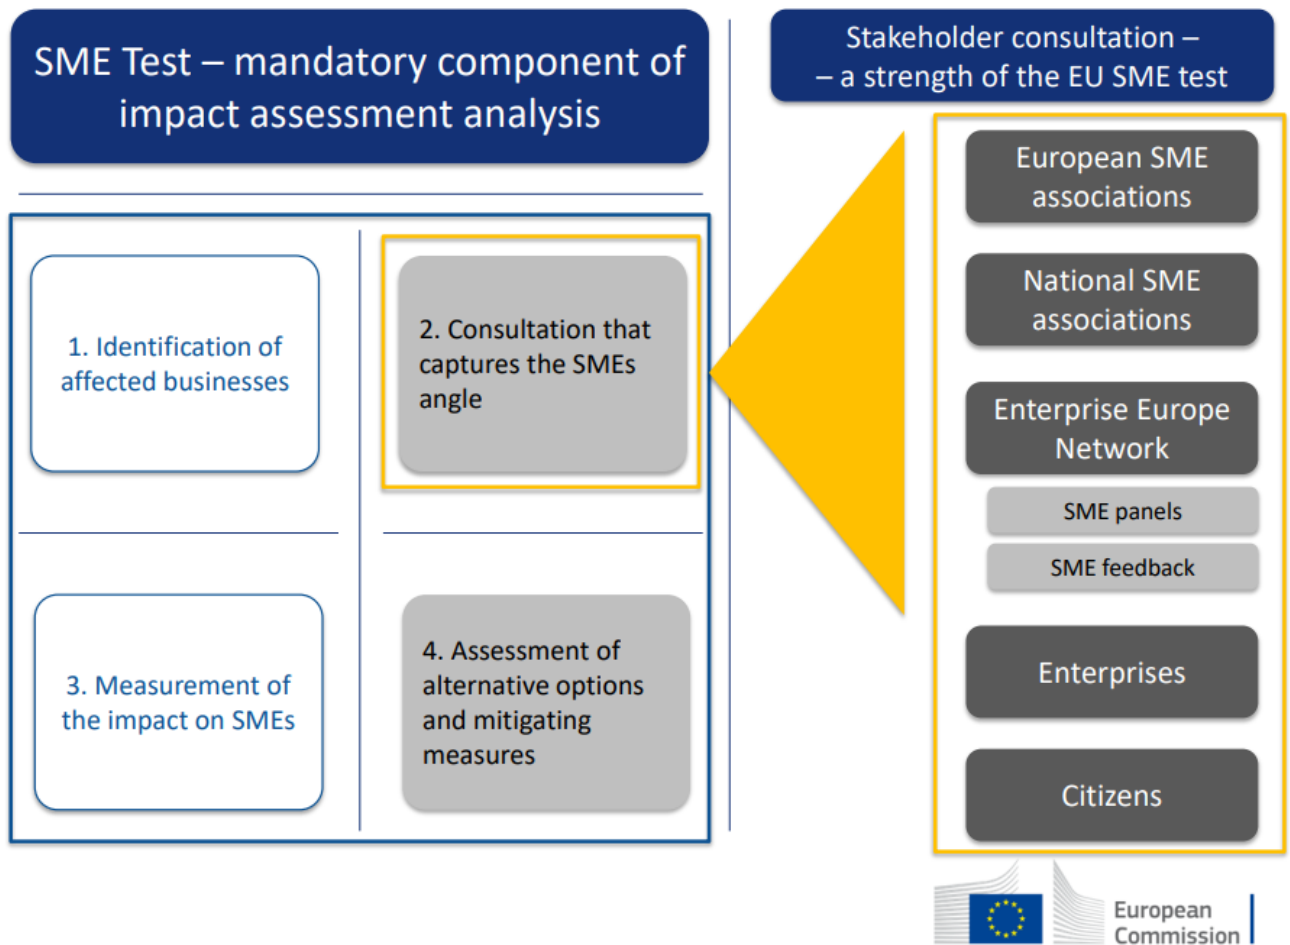 SME Test – mandatory component of
impact assessment analysis
1. Identification of
affected businesses
2. Consultation that
captures the SMEs
angle
3. Measurement of
the impact on SMEs
4. Assessment of
alternative options
and mitigating
measures
Stakeholder consultation –
– a strength of the EU SME test
European SME
associations
National SME
associations
Enterprise Europe
Network
SME panels
SME feedback
Enterprises
Citizens
European
Commission